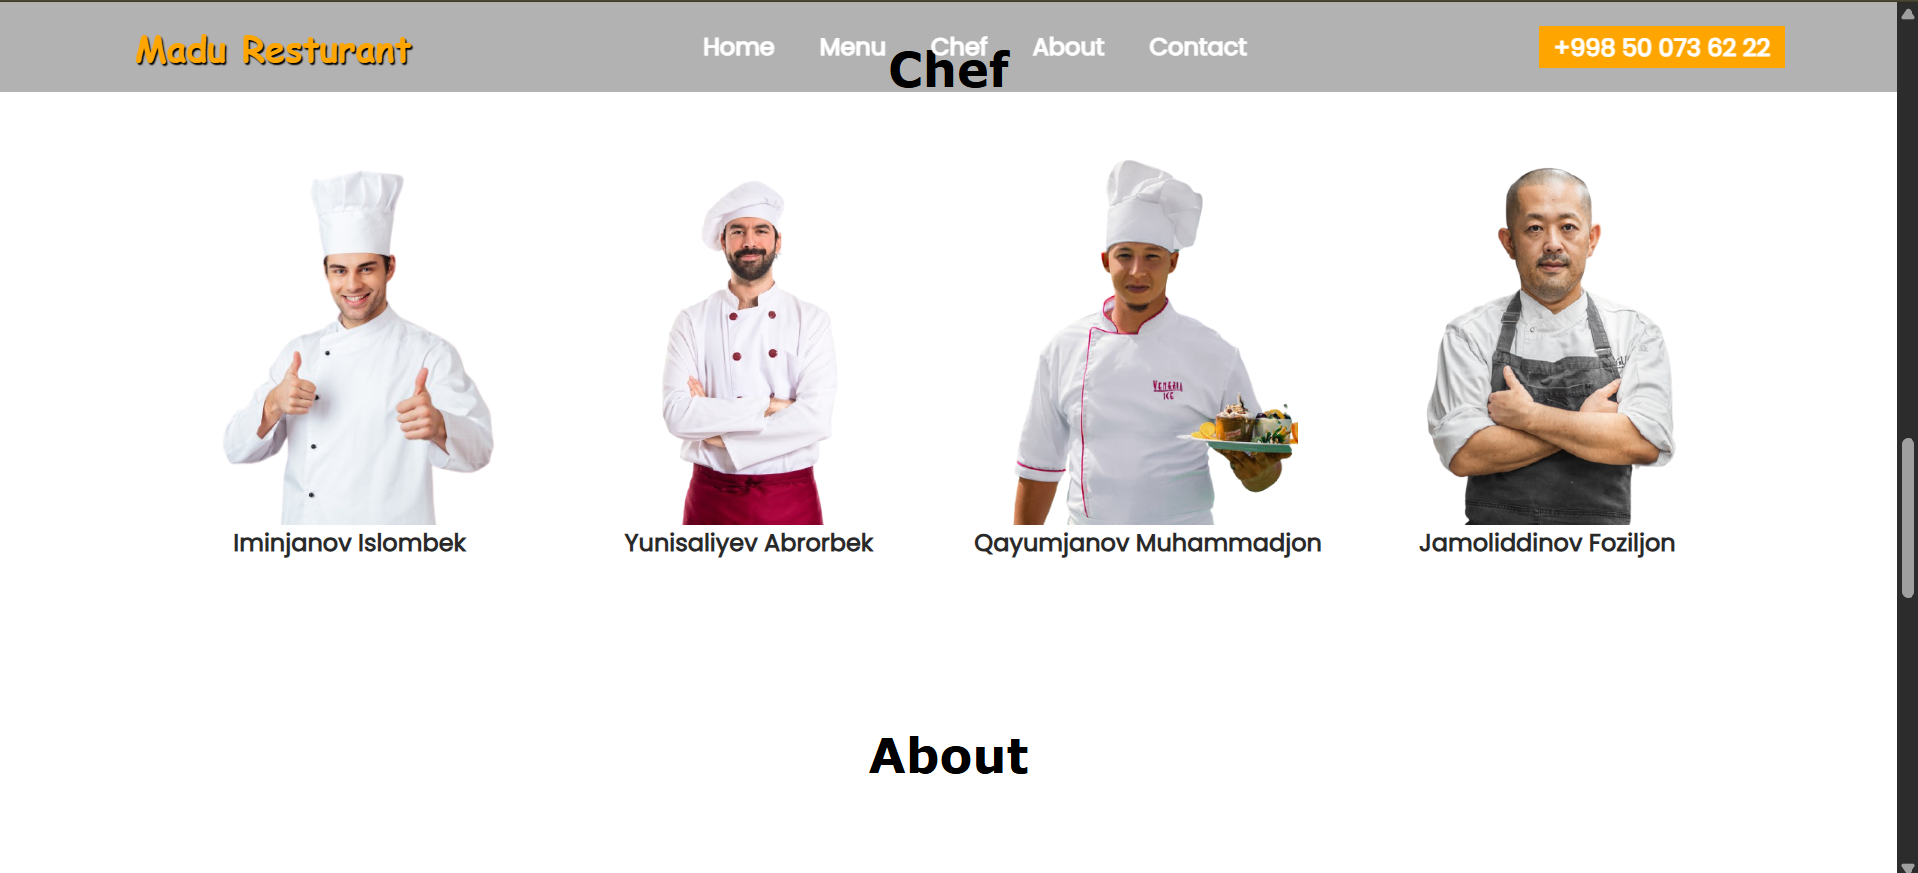 Madu Resturant
Home Menu Chef About Contact
+998 50 073 62 22
Chef
Iminjanov Islombek
Yunisaliyev Abrorbek
Qayumjanov Muhammadjon
Jamoliddinov Foziljon
About